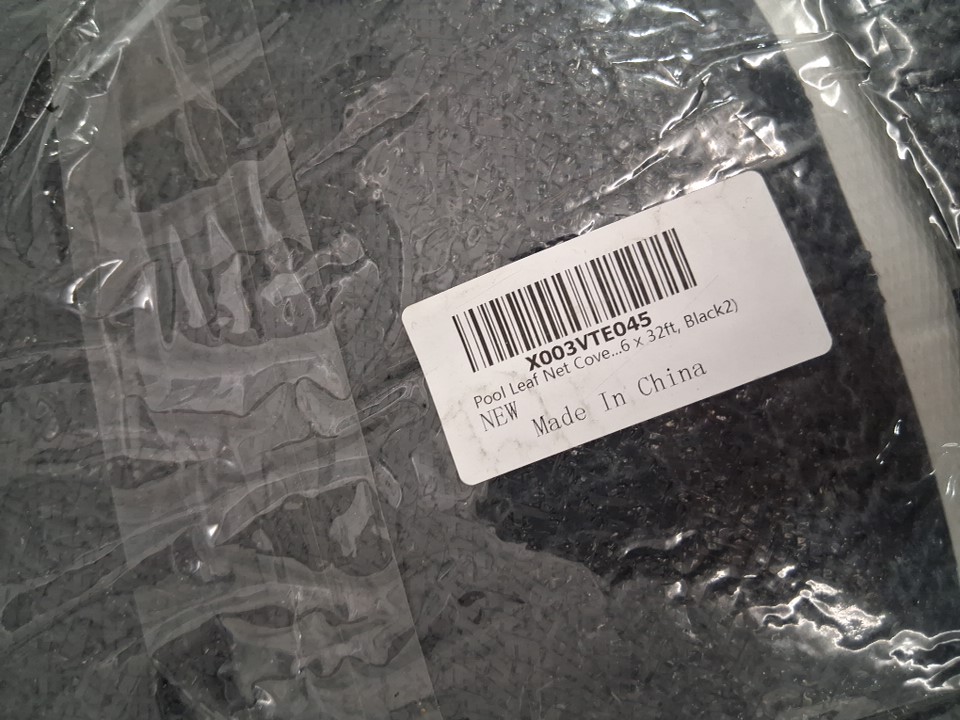 X003VTE045
Pool Leaf Net Cove...6 x 32ft, Black2)
NEW
Made In China